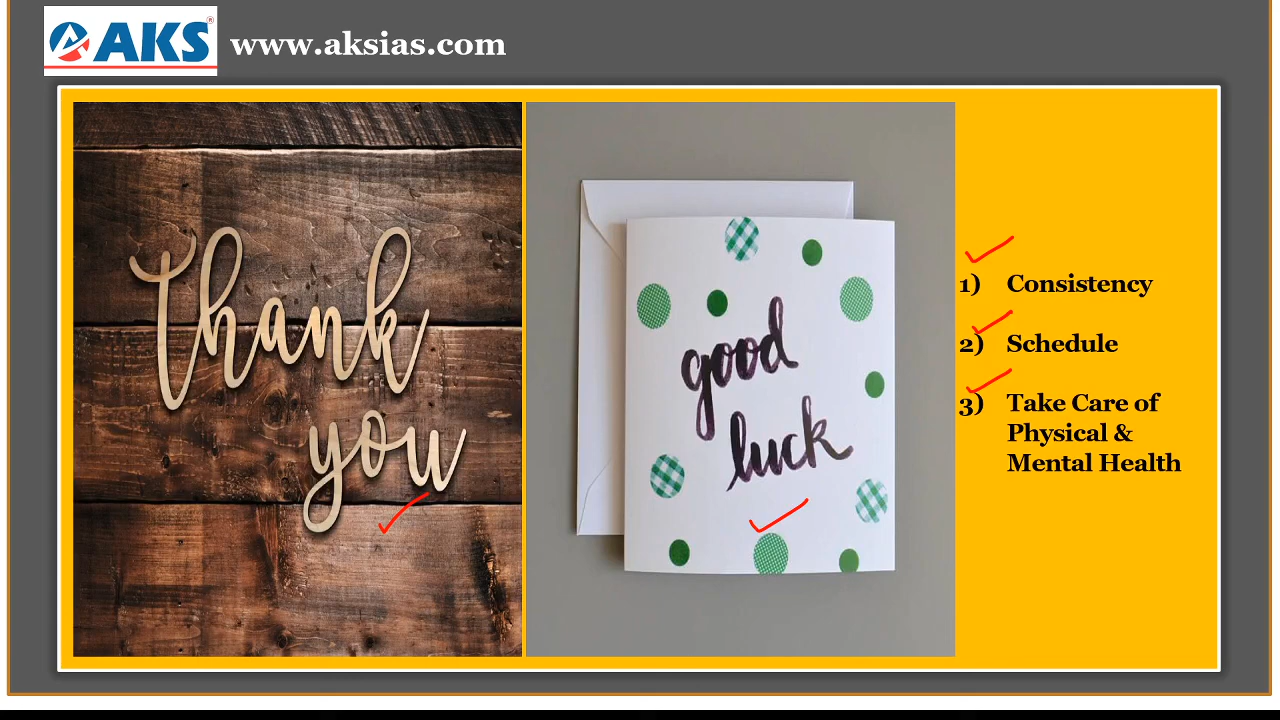 AKS®
www.aksias.com
Thank
you
good
luck
1) Consistency
2) Schedule
3) Take Care of
Physical &
Mental Health